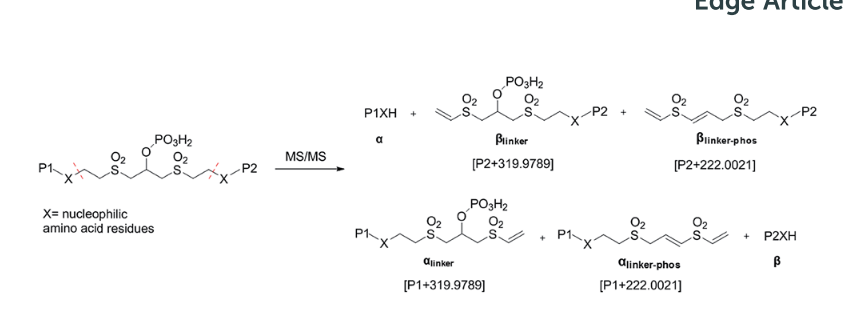 Edge Article
PO3H2
O
O2 S
O2 S
P1
X
X
P2
X= nucleophilic
amino acid residues
MS/MS
P1XH
α
+
O2 S
PO3H2
O
O2 S
X
P2
βlinker
[P2+319.9789]
+
O2 S
O2 S
X
P2
βlinker-phos
[P2+222.0021]
P1
X
O2 S
PO3H2
O
O2 S
αlinker
[P1+319.9789]
+
P1
X
O2 S
O2 S
αlinker-phos
[P1+222.0021]
+
P2XH
β